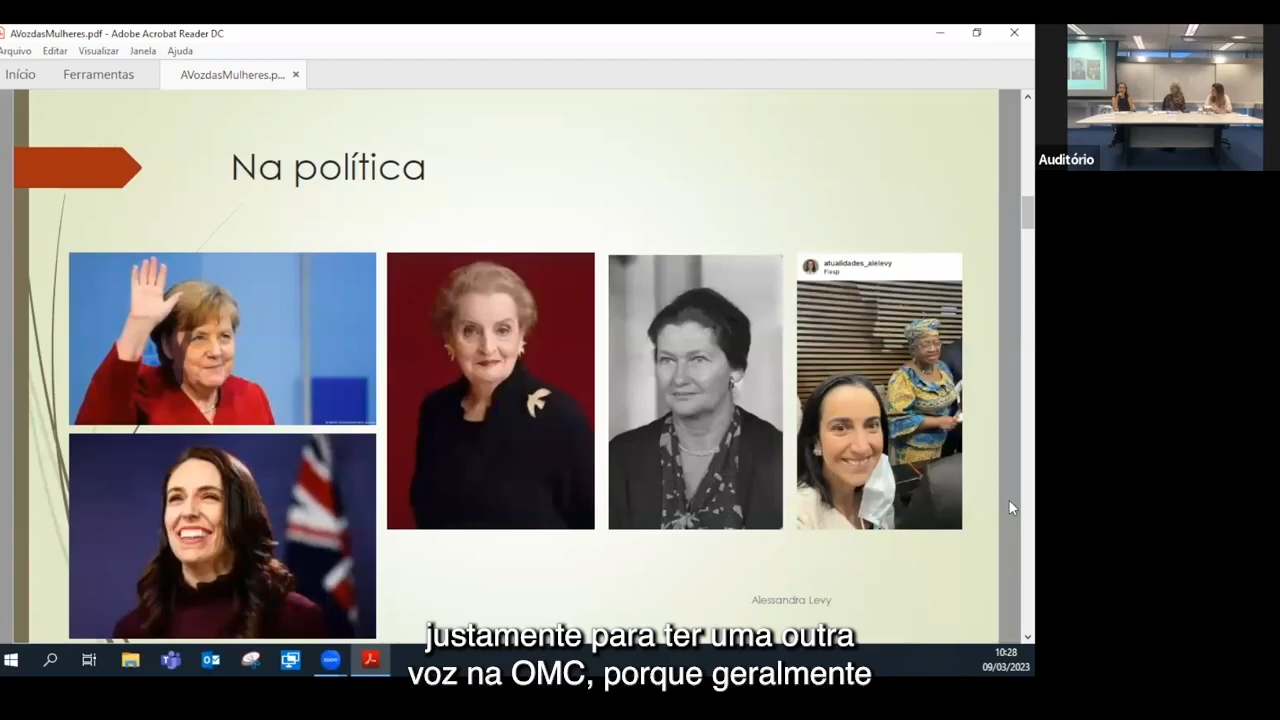 AVozdasMulheres.pdf - Adobe Acrobat Reader DC
Arquivo Editar Visualizar Janela Ajuda
Início Ferramentas AVozdasMulheres.p... ×
Na política
atualidades_alelevy
Fiesp
Auditório
Alessandra Levy
justamente para ter uma outra
voz na OMC, porque geralmente
10:28
09/03/2023